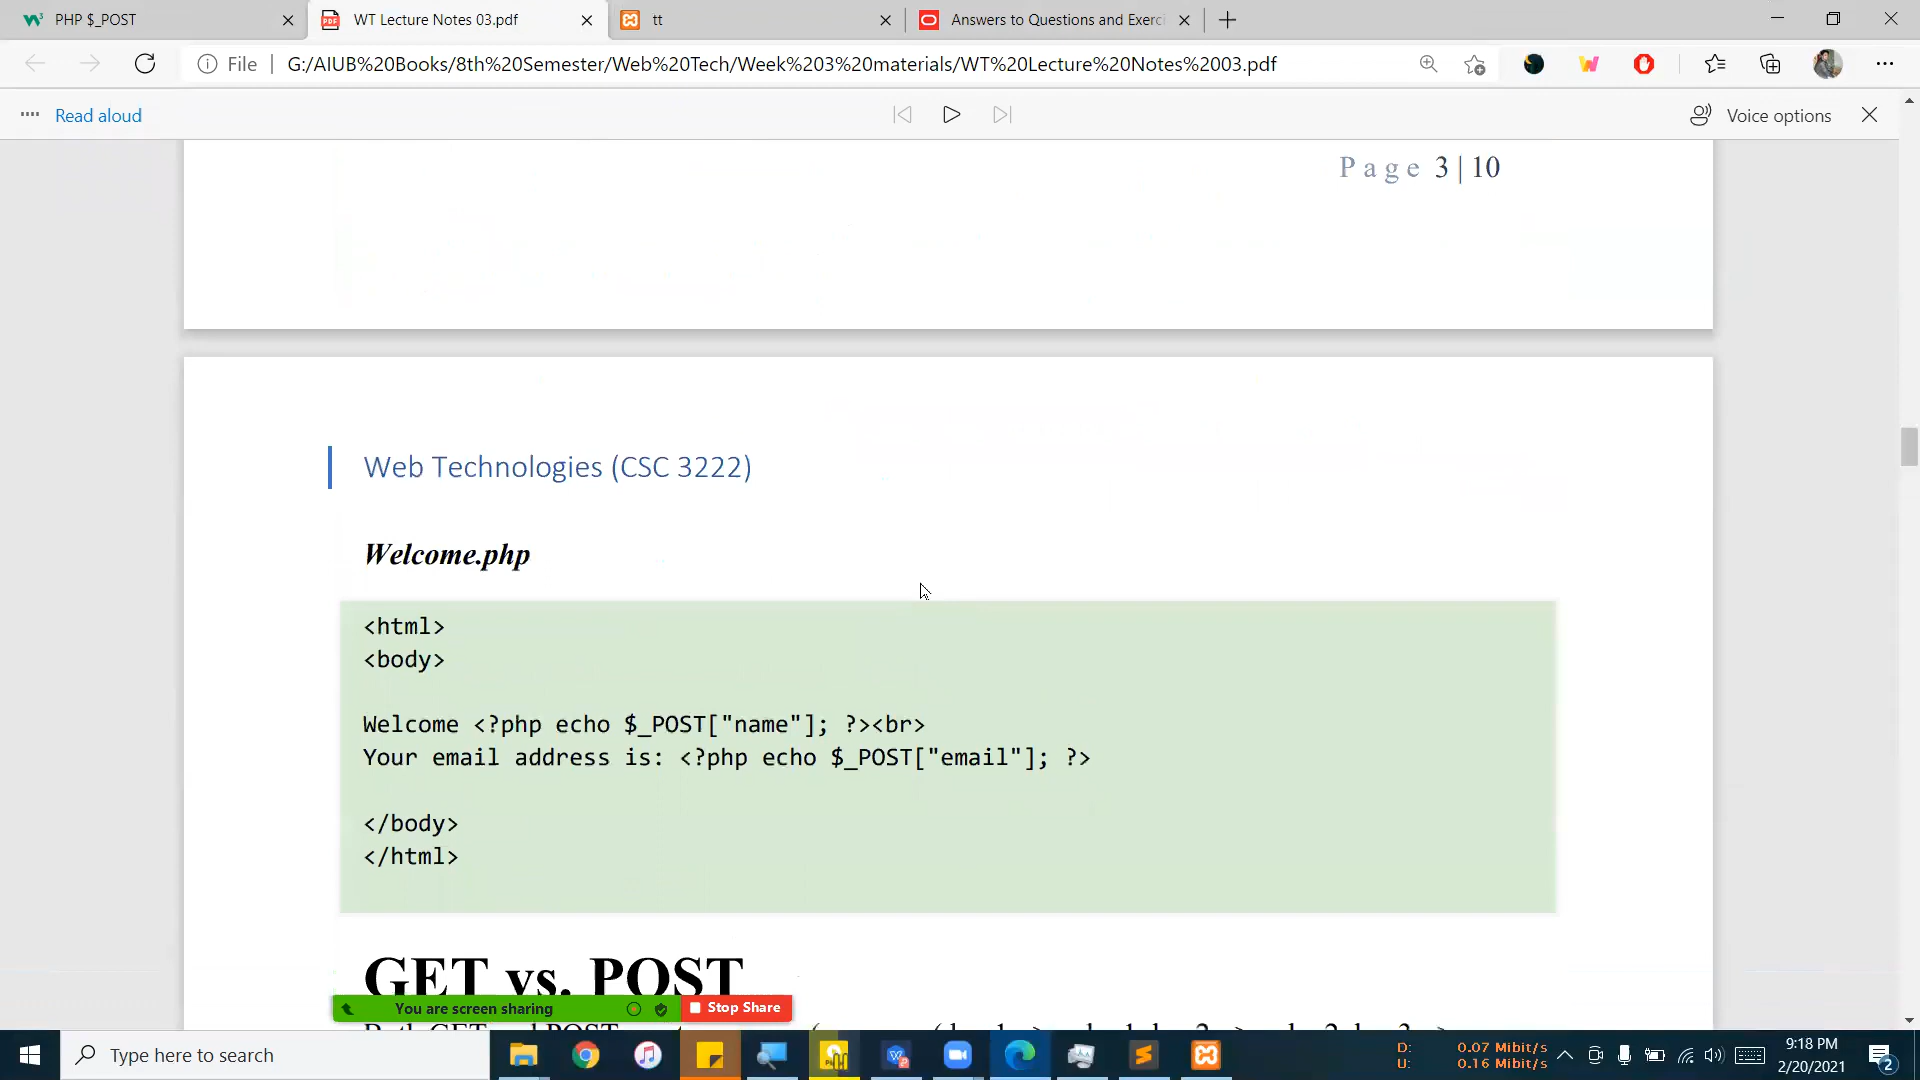 PHP $_POST
WT Lecture Notes 03.pdf
tt
Answers to Questions and Exerci
File
G:/AIUB%20Books/8th%20Semester/Web%20Tech/Week%203%20materials/WT%20Lecture%20Notes%2003.pdf
Read aloud
Voice options
Page 3 | 10
Web Technologies (CSC 3222)
Welcome.php
<html>
<body>
Welcome <?php echo $_POST["name"]; ?><br>
Your email address is: <?php echo $_POST["email"]; ?>
</body>
</html>
GET vs. POST
You are screen sharing
Stop Share
Type here to search
D: 0.07 Mibit/s
U: 0.16 Mibit/s
9:18 PM
2/20/2021
2